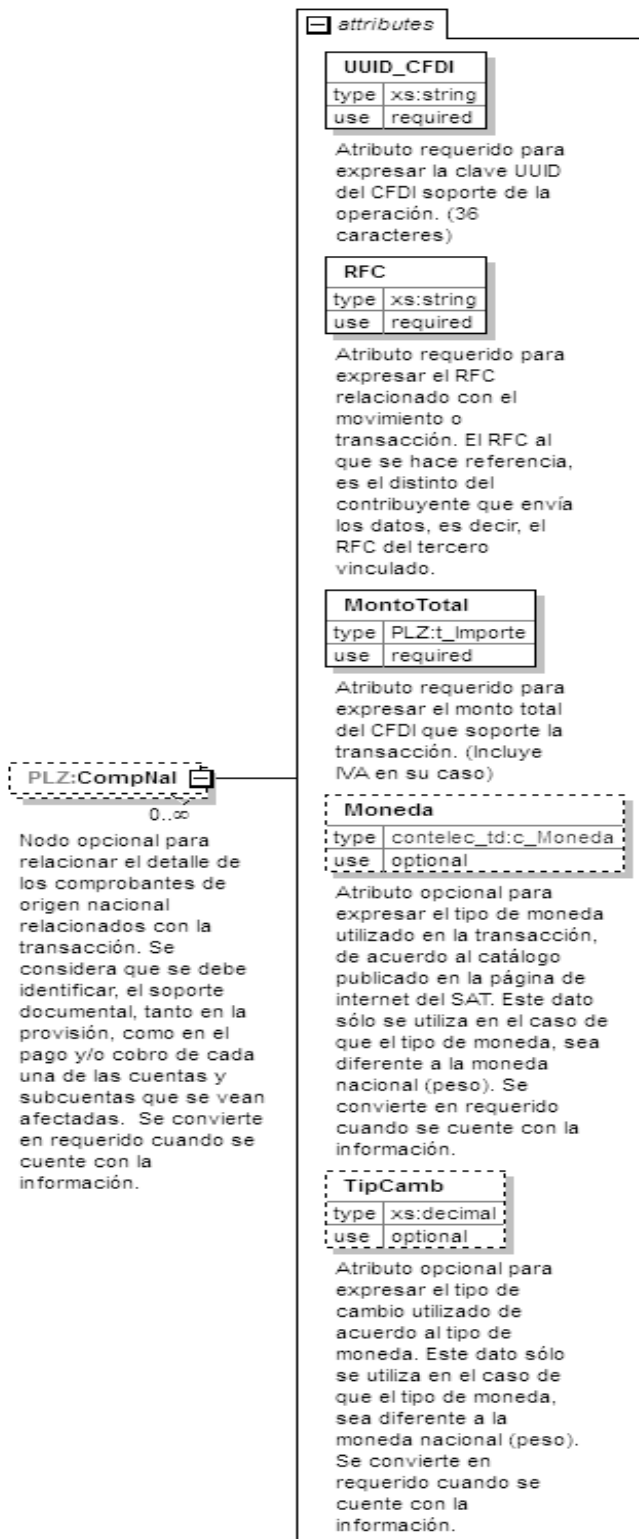 attributes
UUID_CFDI
type xs:string
use required
Atributo requerido para
expresar la clave UUID
del CFDI soporte de la
operación. (36
caracteres)
RFC
type xs:string
use required
Atributo requerido para
expresar el RFC
relacionado con el
movimiento o
transacción. El RFC al
que se hace referencia,
es el distinto del
contribuyente que envía
los datos, es decir, el
RFC del tercero
vinculado.
MontoTotal
type PLZ:t_Importe
use required
Atributo requerido para
expresar el monto total
del CFDI que soporte la
transacción. (Incluye
IVA en su caso)
PLZ:CompNal
0..∞
Nodo opcional para
relacionar el detalle de
los comprobantes de
origen nacional
relacionados con la
transacción. Se
considera que se debe
identificar, el soporte
documental, tanto en la
provisión, como en el
pago y/o cobro de cada
una de las cuentas y
subcuentas que se vean
afectadas. Se convierte
en requerido cuando se
cuente con la
información.
Moneda
type contelec_td:c_Moneda
use optional
Atributo opcional para
expresar el tipo de moneda
utilizado en la transacción,
de acuerdo al catálogo
publicado en la página de
internet del SAT. Este dato
sólo se utiliza en el caso de
que el tipo de moneda, sea
diferente a la moneda
nacional (peso). Se
convierte en requerido
cuando se cuente con la
información.
TipCamb
type xs:decimal
use optional
Atributo opcional para
expresar el tipo de
cambio utilizado de
acuerdo al tipo de
moneda. Este dato sólo
se utiliza en el caso de
que el tipo de moneda,
sea diferente a la
moneda nacional (peso).
Se convierte en
requerido cuando se
cuente con la
información.